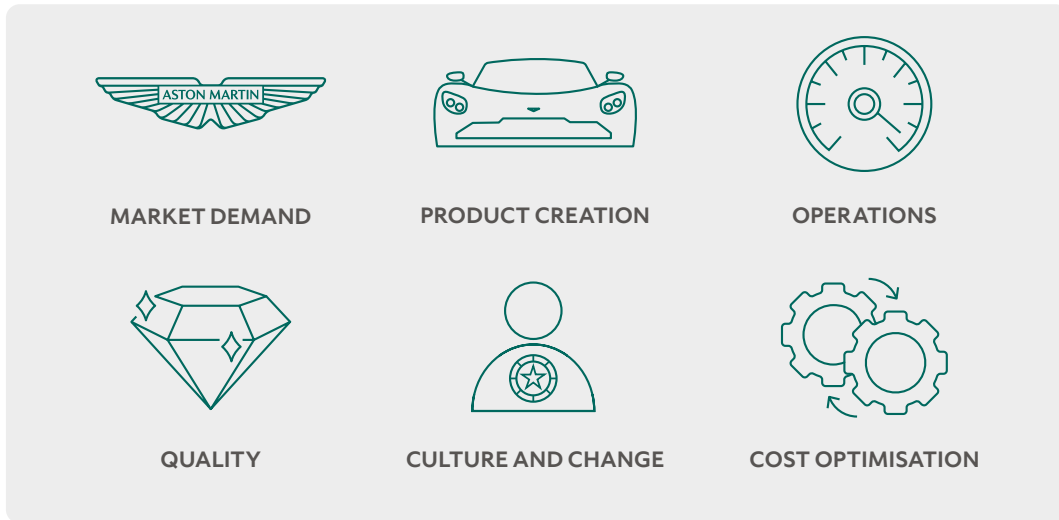 ASTON MARTIN
MARKET DEMAND
PRODUCT CREATION
OPERATIONS
QUALITY
CULTURE AND CHANGE
COST OPTIMISATION